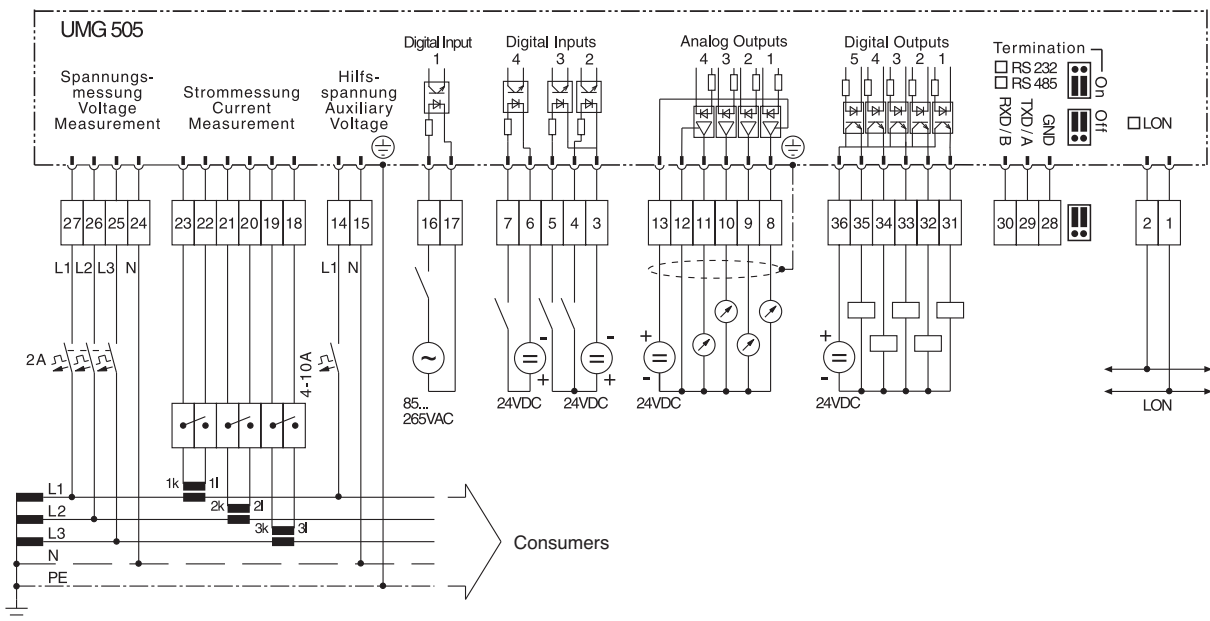 UMG 505
Spannungs-
messung
Voltage
Measurement
Strommessung
Current
Measurement
Hilfs-
spannung
Auxiliary
Voltage
Digital Input
1
Digital Inputs
4 3 2
Analog Outputs
4 3 2 1
Digital Outputs
5 4 3 2 1
Termination
RS 232
RS 485
On
Off
RXD / B
TXD / A
GND
LON
27 26 25 24
23 22 21 20 19 18
14 15
16 17
7 6 5 4 3
13 12 11 10 9 8
36 35 34 33 32 31
30 29 28
2 1
L1 L2 L3 N
L1 N
2A
4-10A
~
85...
265VAC
=
-
+
24VDC
=
-
+
24VDC
+
=
-
24VDC
+
=
-
24VDC
LON
1k 1l
2k 2l
3k 3l
L1
L2
L3
N
PE
Consumers